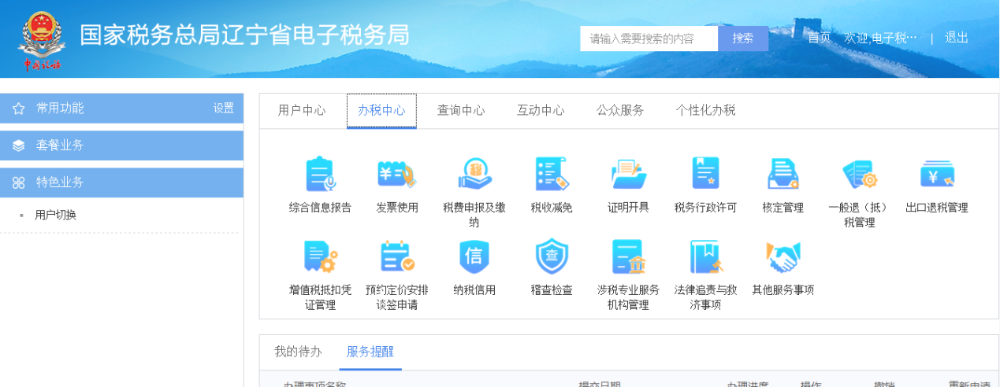 国家税务总局辽宁省电子税务局
请输入需要搜索的内容 搜索 首页 欢迎,电子税… | 退出
中国税务
常用功能 设置
套餐业务
特色业务
用户切换
用户中心 办税中心 查询中心 互动中心 公众服务 个性化办税
综合信息报告 发票使用 税费申报及缴纳 税收减免 证明开具 税务行政许可 核定管理 一般退（抵）税管理 出口退税管理
增值税抵扣凭证管理 预约定价安排谈签申请 纳税信用 稽查检查 涉税专业服务机构管理 法律追责与救济事项 其他服务事项
税
信
查
我的待办 服务提醒
办理事项名称 提交日期 办理进度 操作 撤销 重新申请